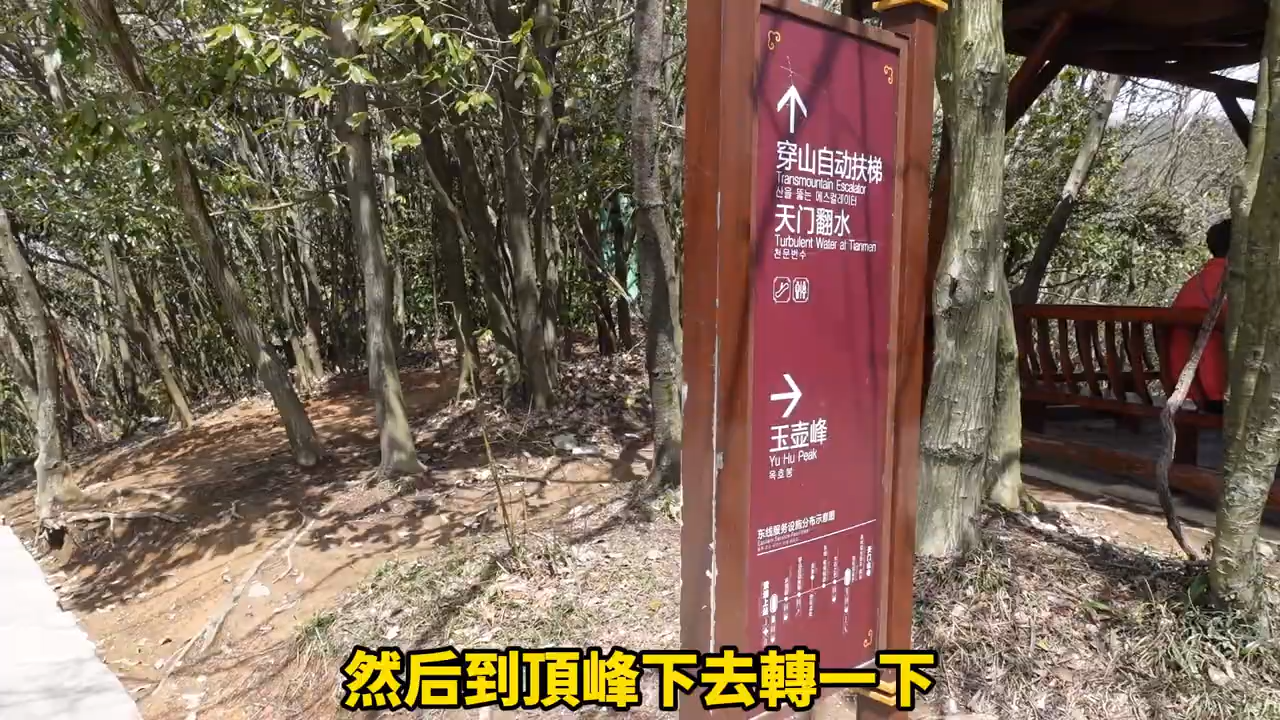 穿山自动扶梯
Transmountain Escalator
산을 뚫는 에스컬레이터
天门翻水
Turbulent Water at Tianmen
천문번수
玉壶峰
Yu Hu Peak
옥호봉
东线服务设施分布示意图
然后到頂峰下去轉一下